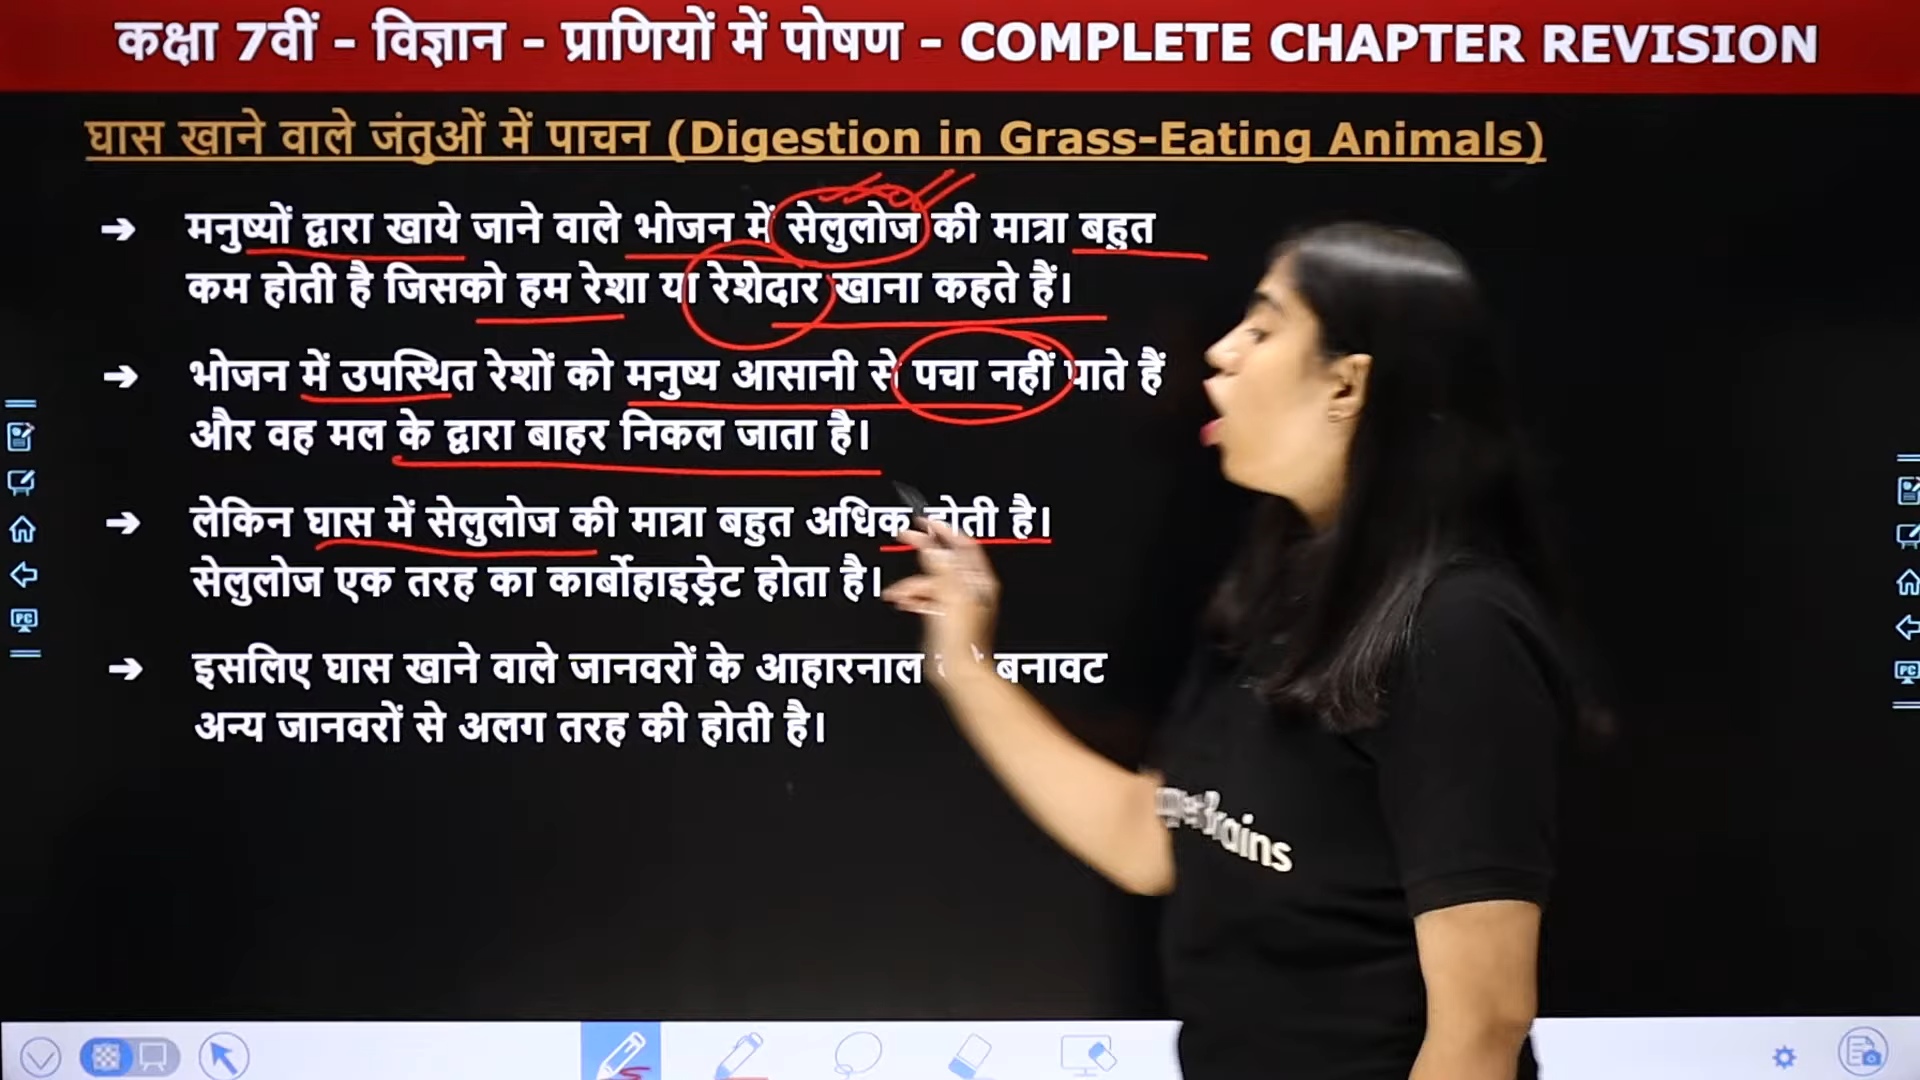 कक्षा 7वीं - विज्ञान - प्राणियों में पोषण - COMPLETE CHAPTER REVISION
घास खाने वाले जंतुओं में पाचन (Digestion in Grass-Eating Animals)
➔ मनुष्यों द्वारा खाये जाने वाले भोजन में सेलुलोज की मात्रा बहुत
कम होती है जिसको हम रेशा या रेशेदार खाना कहते हैं।
➔ भोजन में उपस्थित रेशों को मनुष्य आसानी से पचा नहीं पाते हैं
और वह मल के द्वारा बाहर निकल जाता है।
➔ लेकिन घास में सेलुलोज की मात्रा बहुत अधिक होती है।
सेलुलोज एक तरह का कार्बोहाइड्रेट होता है।
➔ इसलिए घास खाने वाले जानवरों के आहारनाल बनावट
अन्य जानवरों से अलग तरह की होती है।
PC
PC